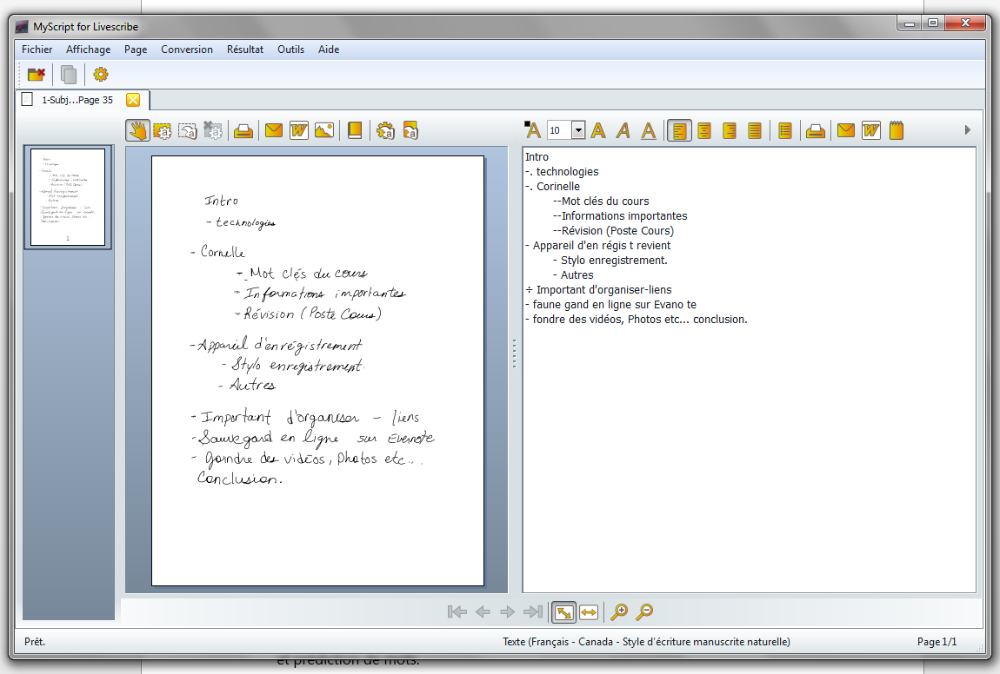 MyScript for Livescribe
Fichier Affichage Page Conversion Résultat Outils Aide
1-Subj...Page 35
10
Intro
- technologies
- Cornelle
- Mot clés du cours
- Informations importantes
- Révision (Poste Cours)
- Appareil d'enrégistrement
- Stylo enregistrement.
- Autres
- Important d'organiser - liens
- Sauvegard en ligne sur Evernote
- Joindre des vidéos, Photos etc...
Conclusion.
Intro
-. technologies
-. Corinelle
--Mot clés du cours
--Informations importantes
--Révision (Poste Cours)
- Appareil d'en régis t revient
- Stylo enregistrement.
- Autres
÷ Important d'organiser-liens
- faune gand en ligne sur Evano te
- fondre des vidéos, Photos etc... conclusion.
Prêt.
Texte (Français - Canada - Style d'écriture manuscrite naturelle)
Page 1/1
et prédiction de mots.